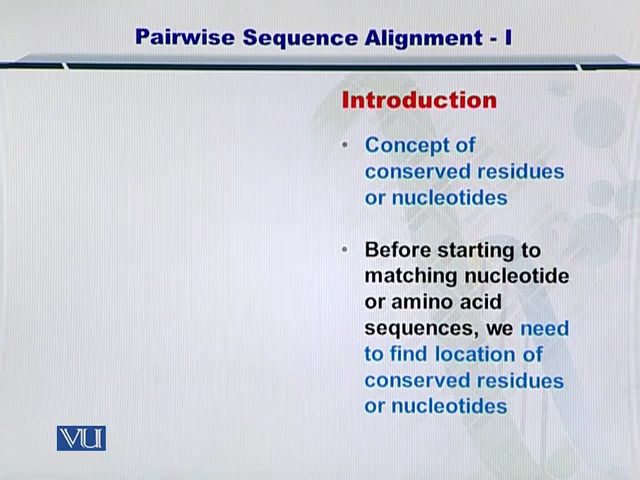 Pairwise Sequence Alignment - I
Introduction
• Concept of
conserved residues
or nucleotides
• Before starting to
matching nucleotide
or amino acid
sequences, we need
to find location of
conserved residues
or nucleotides
VU